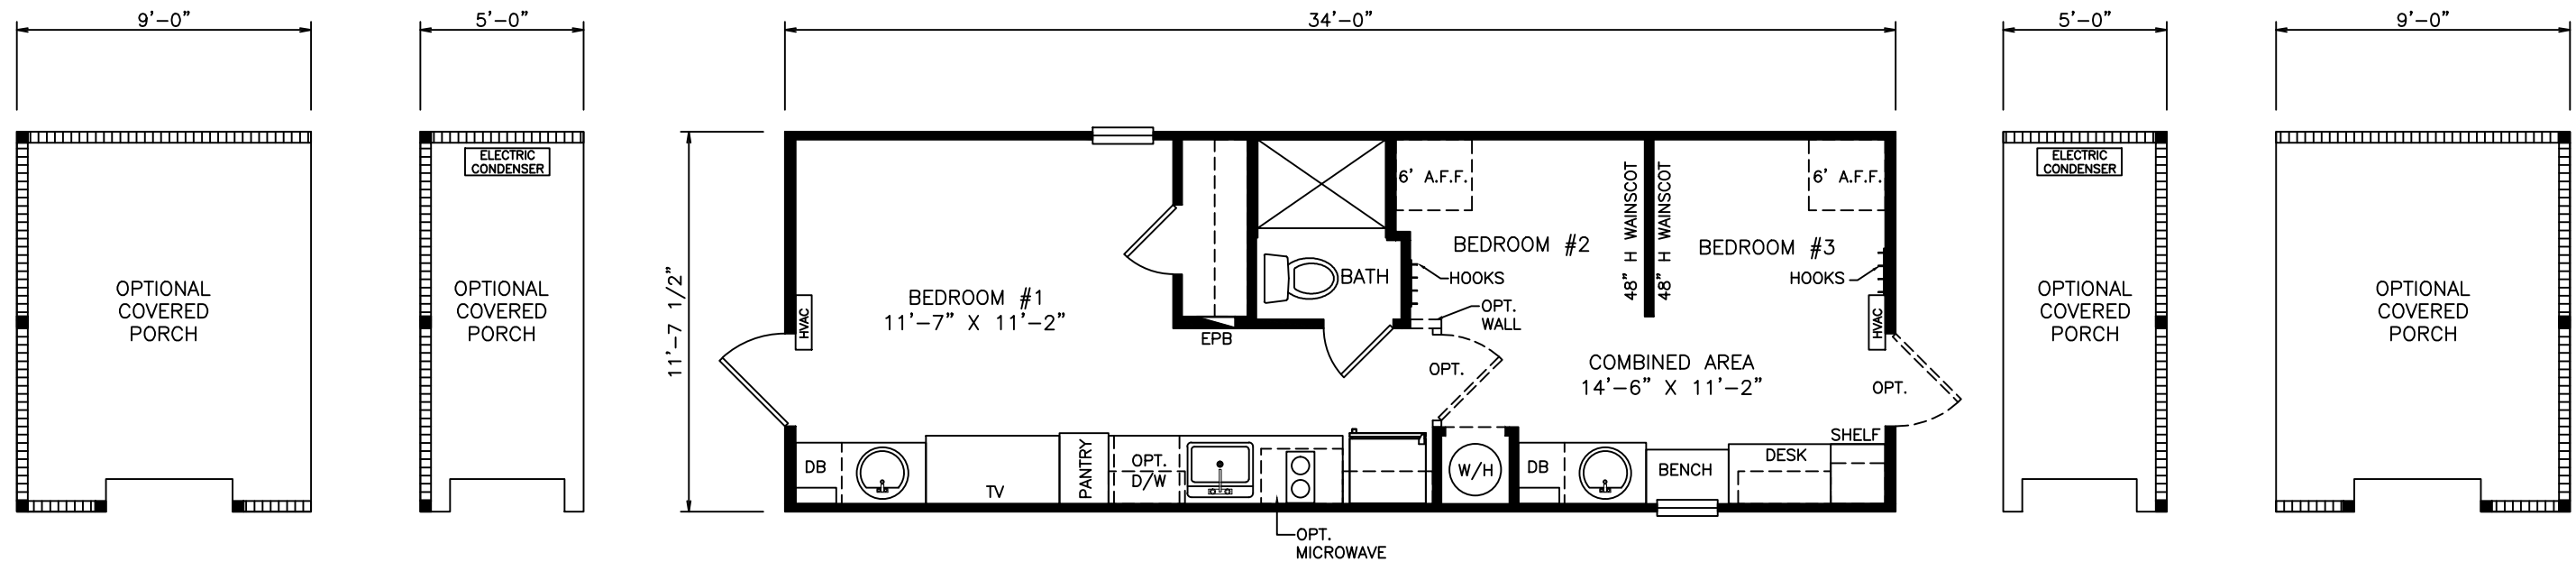 9'-0"
5'-0"
34'-0"
5'-0"
9'-0"
ELECTRIC
CONDENSER
ELECTRIC
CONDENSER
OPTIONAL
COVERED
PORCH
OPTIONAL
COVERED
PORCH
11'-7 1/2"
HVAC
BEDROOM #1
11'-7" X 11'-2"
EPB
BATH
6' A.F.F.
BEDROOM #2
HOOKS
OPT.
WALL
48" H WAINSCOT
48" H WAINSCOT
6' A.F.F.
BEDROOM #3
HOOKS
HVAC
OPT.
COMBINED AREA
14'-6" X 11'-2"
OPT.
OPTIONAL
COVERED
PORCH
OPTIONAL
COVERED
PORCH
DB
TV
PANTRY
OPT.
D/W
W/H
DB
BENCH
DESK
SHELF
OPT.
MICROWAVE